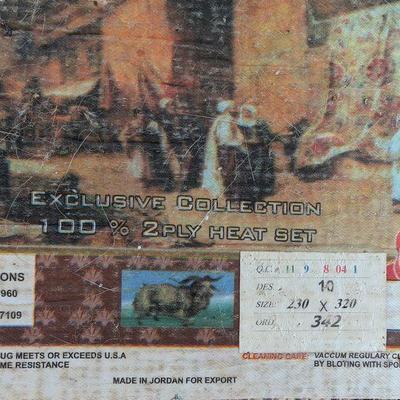 EXCLUSIVE COLLECTION
100 % 2PLY HEAT SET
IONS
960
7109
Q.C.# 11 9 8 04 1
DES. 10
SIZE: 230 X 320
ORD. 342
UG MEETS OR EXCEEDS U.S.A
ME RESISTANCE
CLEANING CARE: VACCUM REGULARY CL
BY BLOTING WITH SPO
MADE IN JORDAN FOR EXPORT